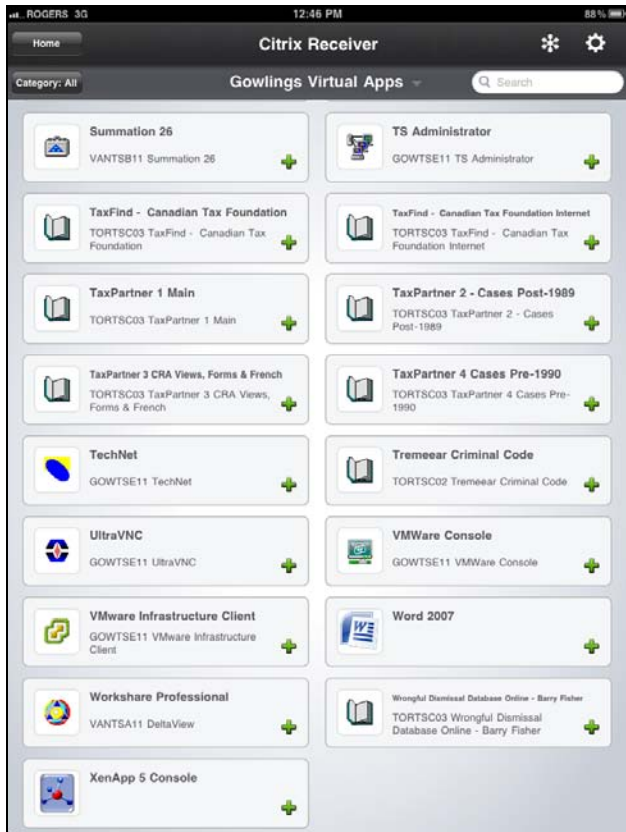 ROGERS 3G 12:46 PM 88%
Home Citrix Receiver
Category: All Gowlings Virtual Apps Search
Summation 26
VANTSB11 Summation 26
TS Administrator
GOWTSE11 TS Administrator
TaxFind - Canadian Tax Foundation
TORTSC03 TaxFind - Canadian Tax
Foundation
TaxFind - Canadian Tax Foundation Internet
TORTSC03 TaxFind - Canadian Tax
Foundation Internet
TaxPartner 1 Main
TORTSC03 TaxPartner 1 Main
TaxPartner 2 - Cases Post-1989
TORTSC03 TaxPartner 2 - Cases
Post-1989
TaxPartner 3 CRA Views, Forms & French
TORTSC03 TaxPartner 3 CRA Views,
Forms & French
TaxPartner 4 Cases Pre-1990
TORTSC03 TaxPartner 4 Cases Pre-
1990
TechNet
GOWTSE11 TechNet
Tremeear Criminal Code
TORTSC02 Tremeear Criminal Code
UltraVNC
GOWTSE11 UltraVNC
VMWare Console
GOWTSE11 VMWare Console
VMware Infrastructure Client
GOWTSE11 VMware Infrastructure
Client
Word 2007
Workshare Professional
VANTSA11 DeltaView
Wrongful Dismissal Database Online - Barry Fisher
TORTSC03 Wrongful Dismissal
Database Online - Barry Fisher
XenApp 5 Console